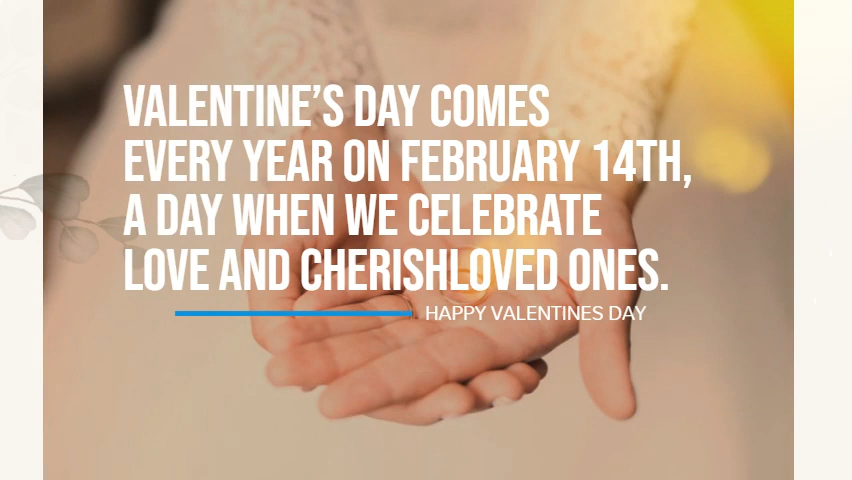 VALENTINE’S DAY COMES
EVERY YEAR ON FEBRUARY 14TH,
A DAY WHEN WE CELEBRATE
LOVE AND CHERISHLOVED ONES.
HAPPY VALENTINES DAY